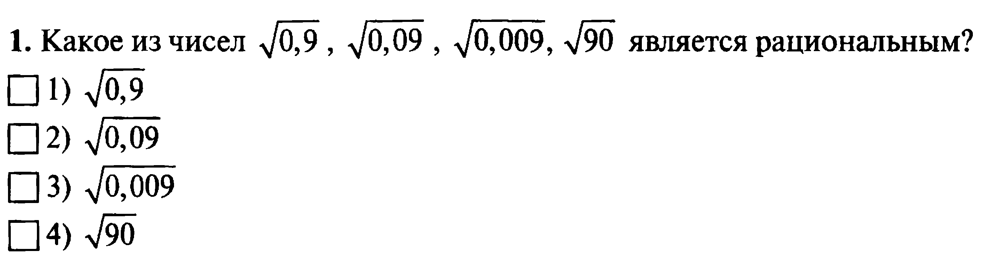 1. Какое из чисел √0,9 , √0,09 , √0,009, √90 является рациональным?
1) √0,9
2) √0,09
3) √0,009
4) √90